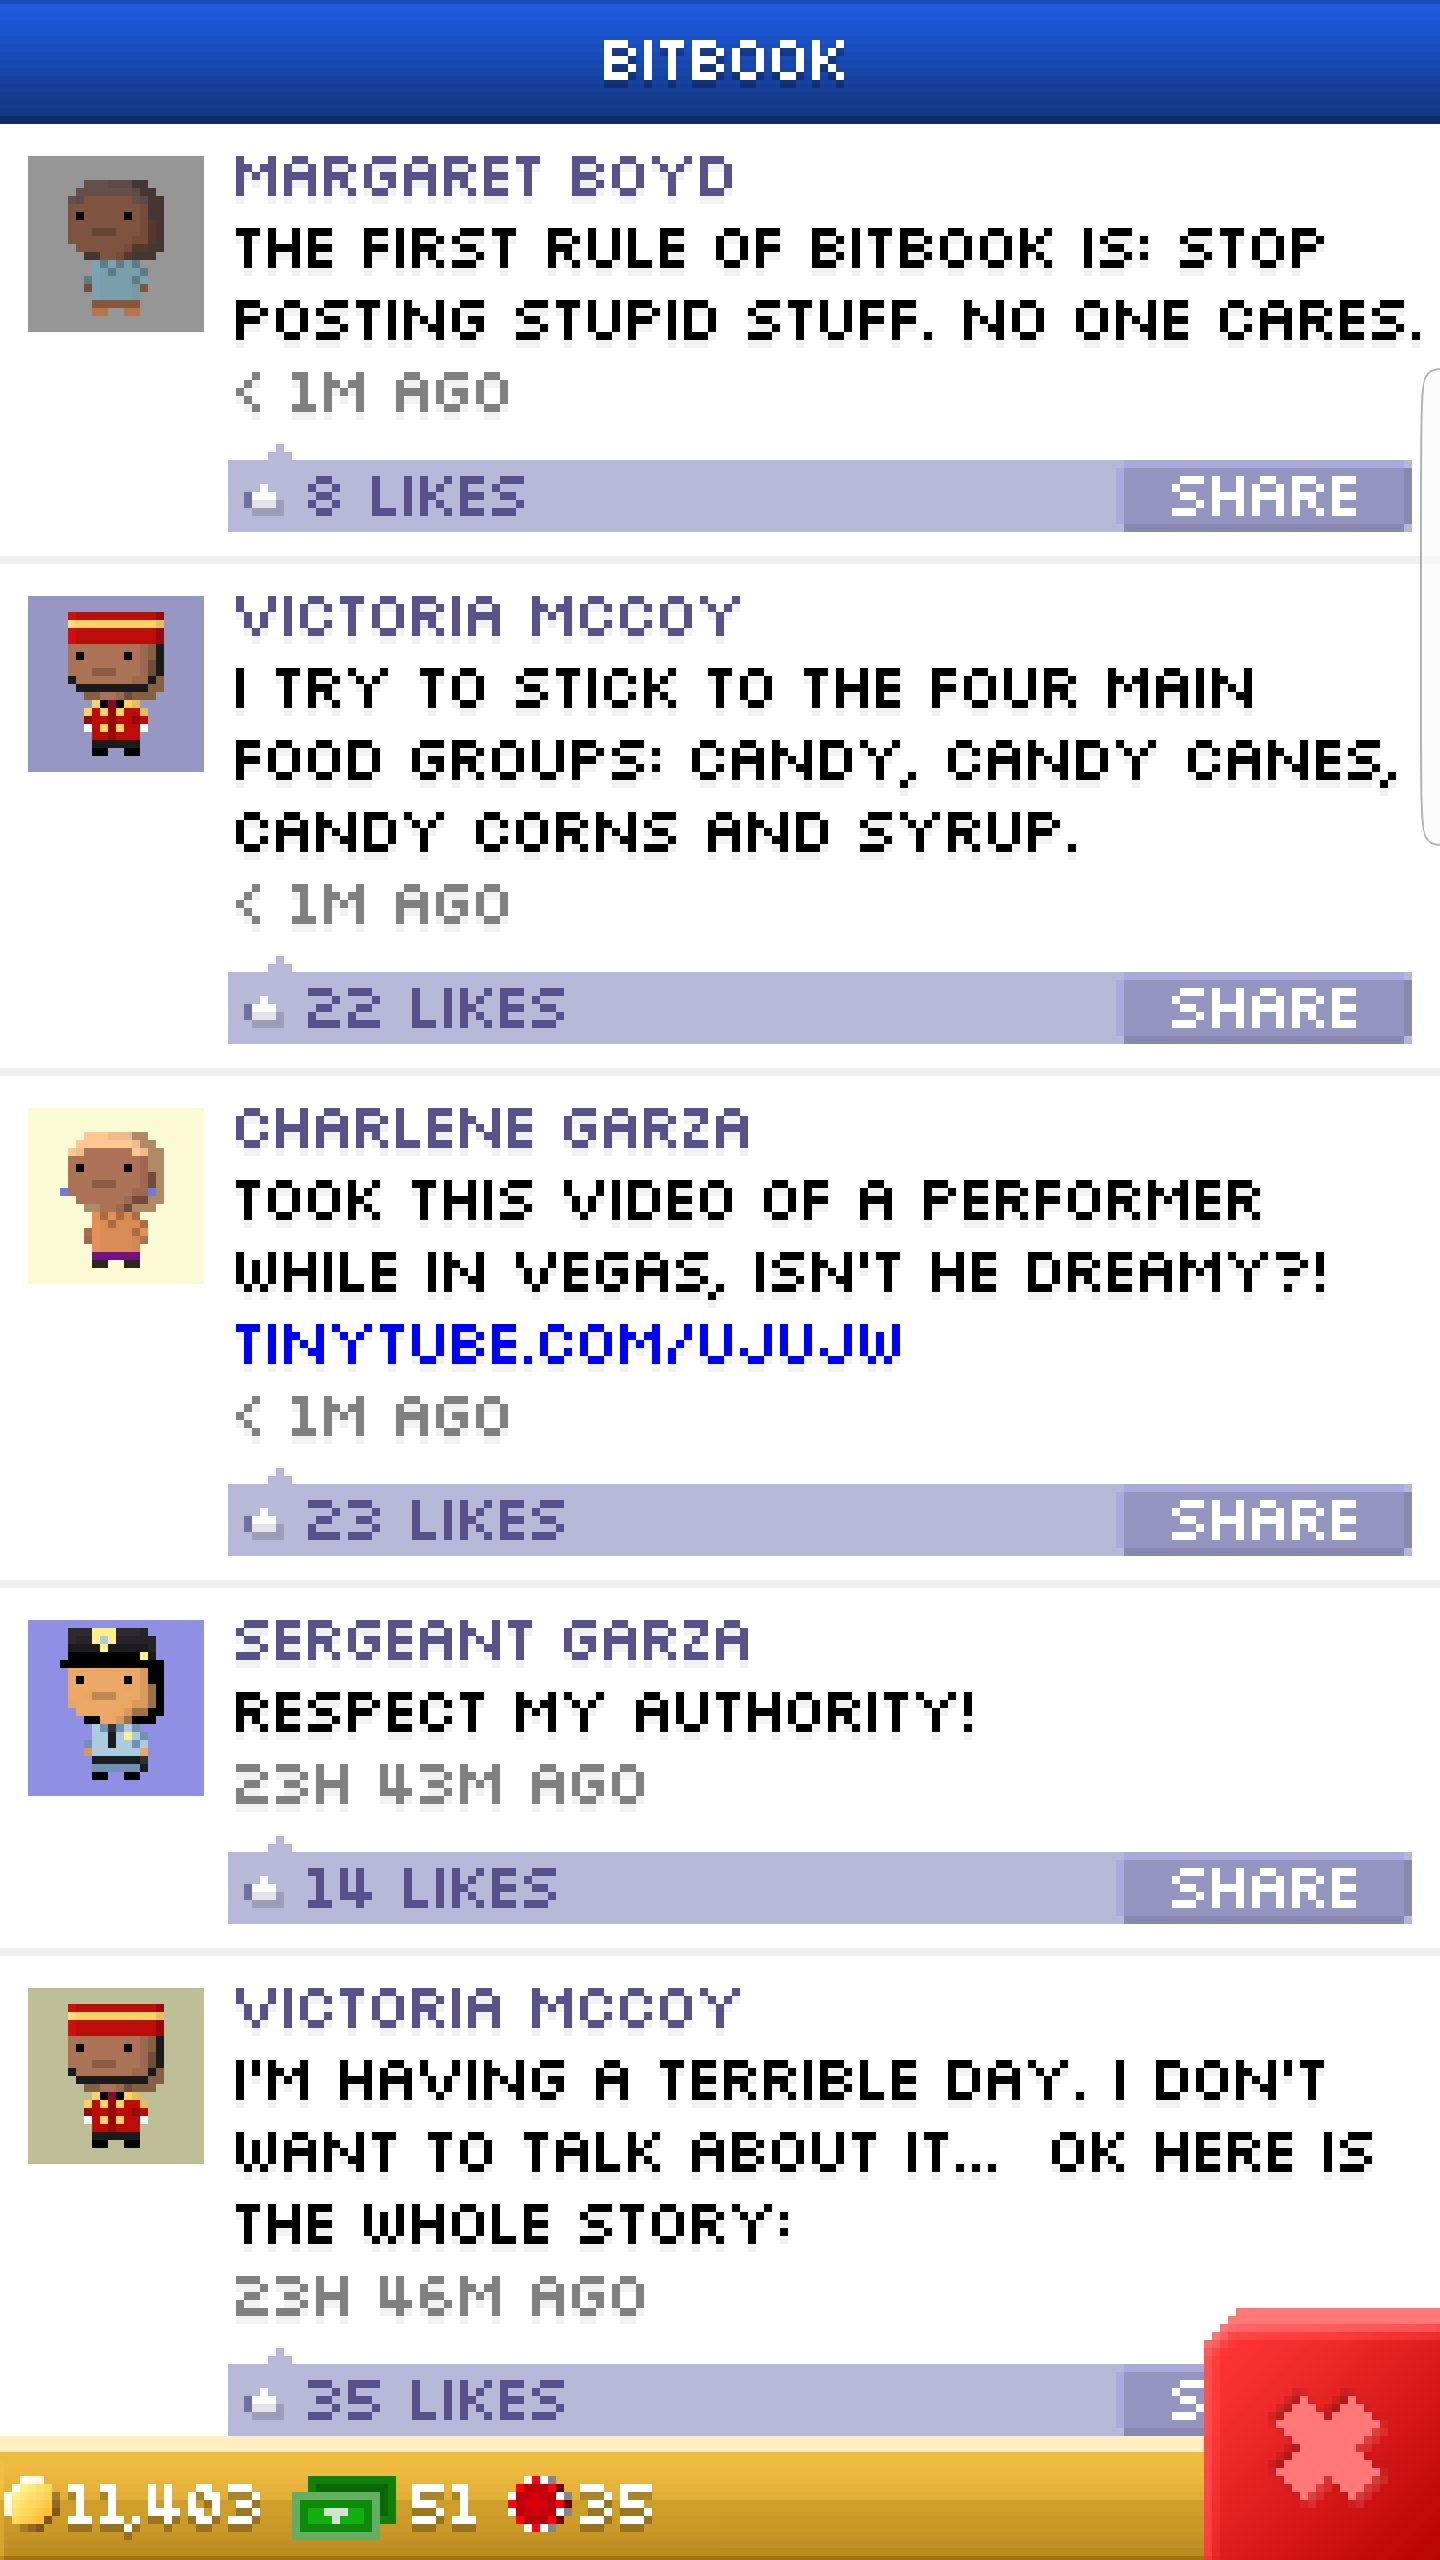 BITBOOK
MARGARET BOYD
THE FIRST RULE OF BITBOOK IS: STOP
POSTING STUPID STUFF. NO ONE CARES.
< 1M AGO
8 LIKES SHARE
VICTORIA MCCOY
I TRY TO STICK TO THE FOUR MAIN
FOOD GROUPS: CANDY, CANDY CANES,
CANDY CORNS AND SYRUP.
< 1M AGO
22 LIKES SHARE
CHARLENE GARZA
TOOK THIS VIDEO OF A PERFORMER
WHILE IN VEGAS, ISN'T HE DREAMY?!
TINYTUBE.COM/UJUJW
< 1M AGO
23 LIKES SHARE
SERGEANT GARZA
RESPECT MY AUTHORITY!
23H 43M AGO
14 LIKES SHARE
VICTORIA MCCOY
I'M HAVING A TERRIBLE DAY. I DON'T
WANT TO TALK ABOUT IT...  OK HERE IS
THE WHOLE STORY:
23H 46M AGO
35 LIKES
11,403 51 35